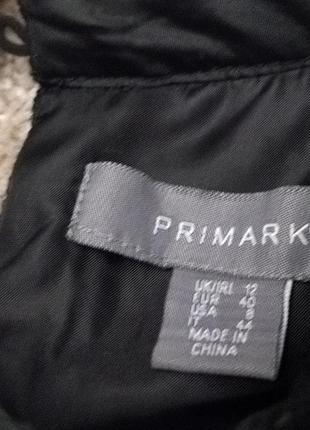 PRIMARK
UK/IRL 12
EUR 40
USA 8
IT 44
MADE IN
CHINA